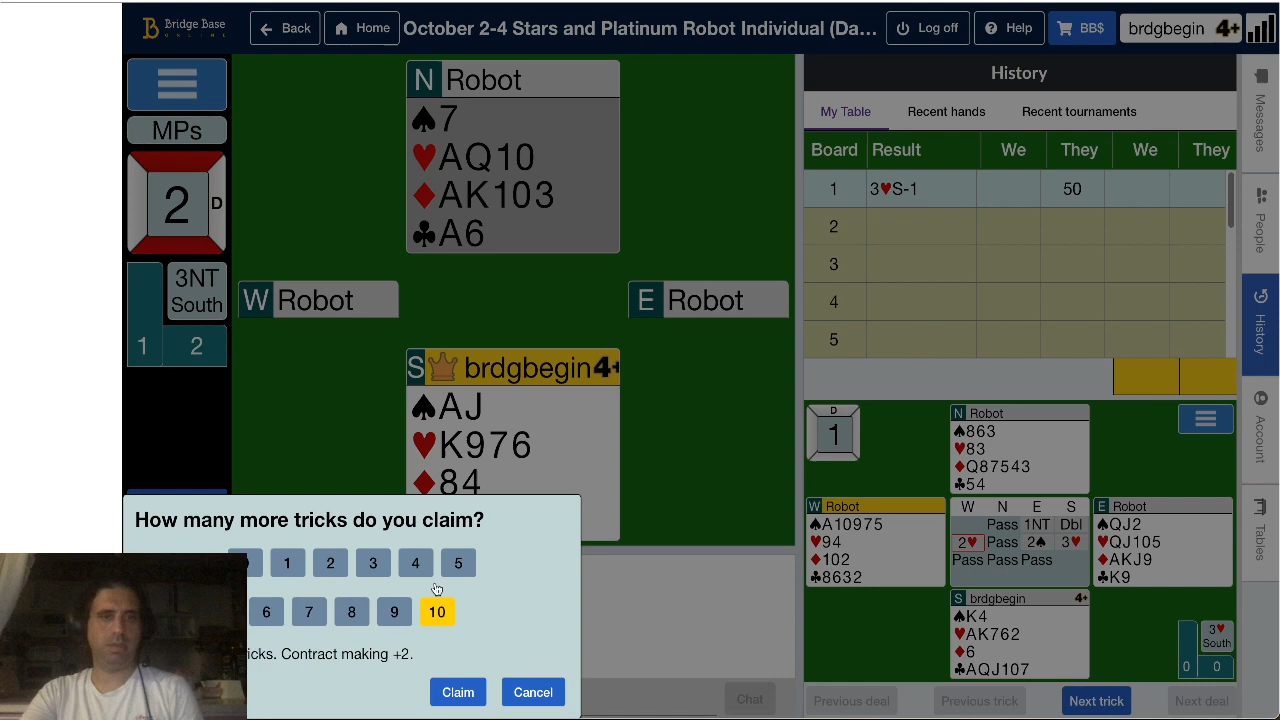 Bridge Base
ONLINE
Back
Home
October 2-4 Stars and Platinum Robot Individual (Da...
Log off
Help
BB$
brdgbegin 4+
MPs
2 D
3NT
South
1 2
N Robot
♠7
♥AQ10
♦AK103
♣A6
W Robot
E Robot
S brdgbegin 4+
♠AJ
♥K976
♦84
How many more tricks do you claim?
1 2 3 4 5
6 7 8 9 10
Contract making +2.
Claim Cancel
Chat
History
My Table Recent hands Recent tournaments
Board Result We They We They
1 3♥S-1 50
2
3
4
5
D
1
N Robot
♠863
♥83
♦Q87543
♣54
W Robot
♠A10975
♥94
♦102
♣8632
W N E S
Pass 1NT Dbl
2♥ Pass 2♠ 3♥
Pass Pass Pass
E Robot
♠QJ2
♥QJ105
♦AKJ9
♣K9
S brdgbegin 4+
♠K4
♥AK762
♦6
♣AQJ107
3♥
South
0 0
Previous deal Previous trick Next trick Next deal
Messages
People
History
Account
Tables